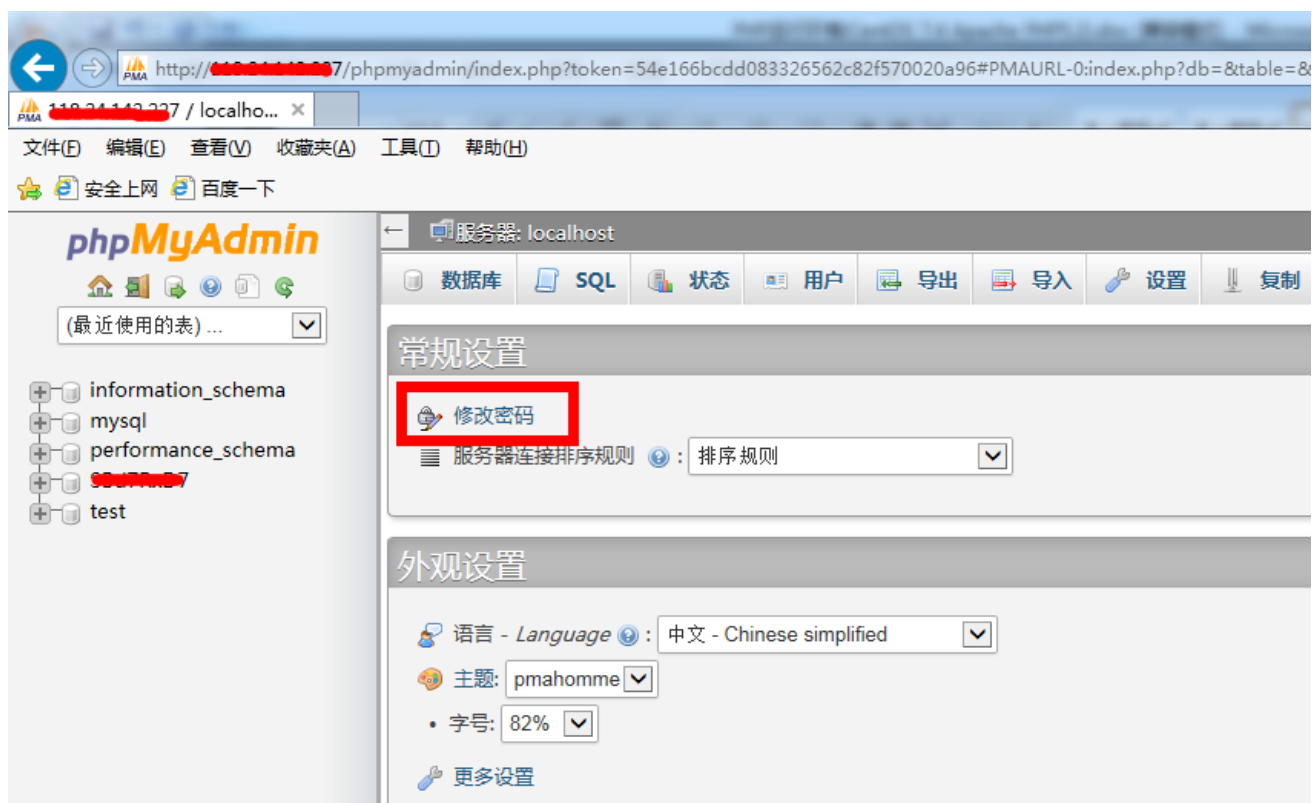 http://7/phpmyadmin/index.php?token=54e166bcdd083326562c82f570020a96#PMAURL-0:index.php?db=&table=&
7 / localho...
文件(F) 编辑(E) 查看(V) 收藏夹(A) 工具(T) 帮助(H)
安全上网 百度一下
phpMyAdmin
(最近使用的表) ...
information_schema
mysql
performance_schema
test
服务器: localhost
数据库 SQL 状态 用户 导出 导入 设置 复制
常规设置
修改密码
服务器连接排序规则 : 排序规则
外观设置
语言 - Language : 中文 - Chinese simplified
主题: pmahomme
• 字号: 82%
更多设置